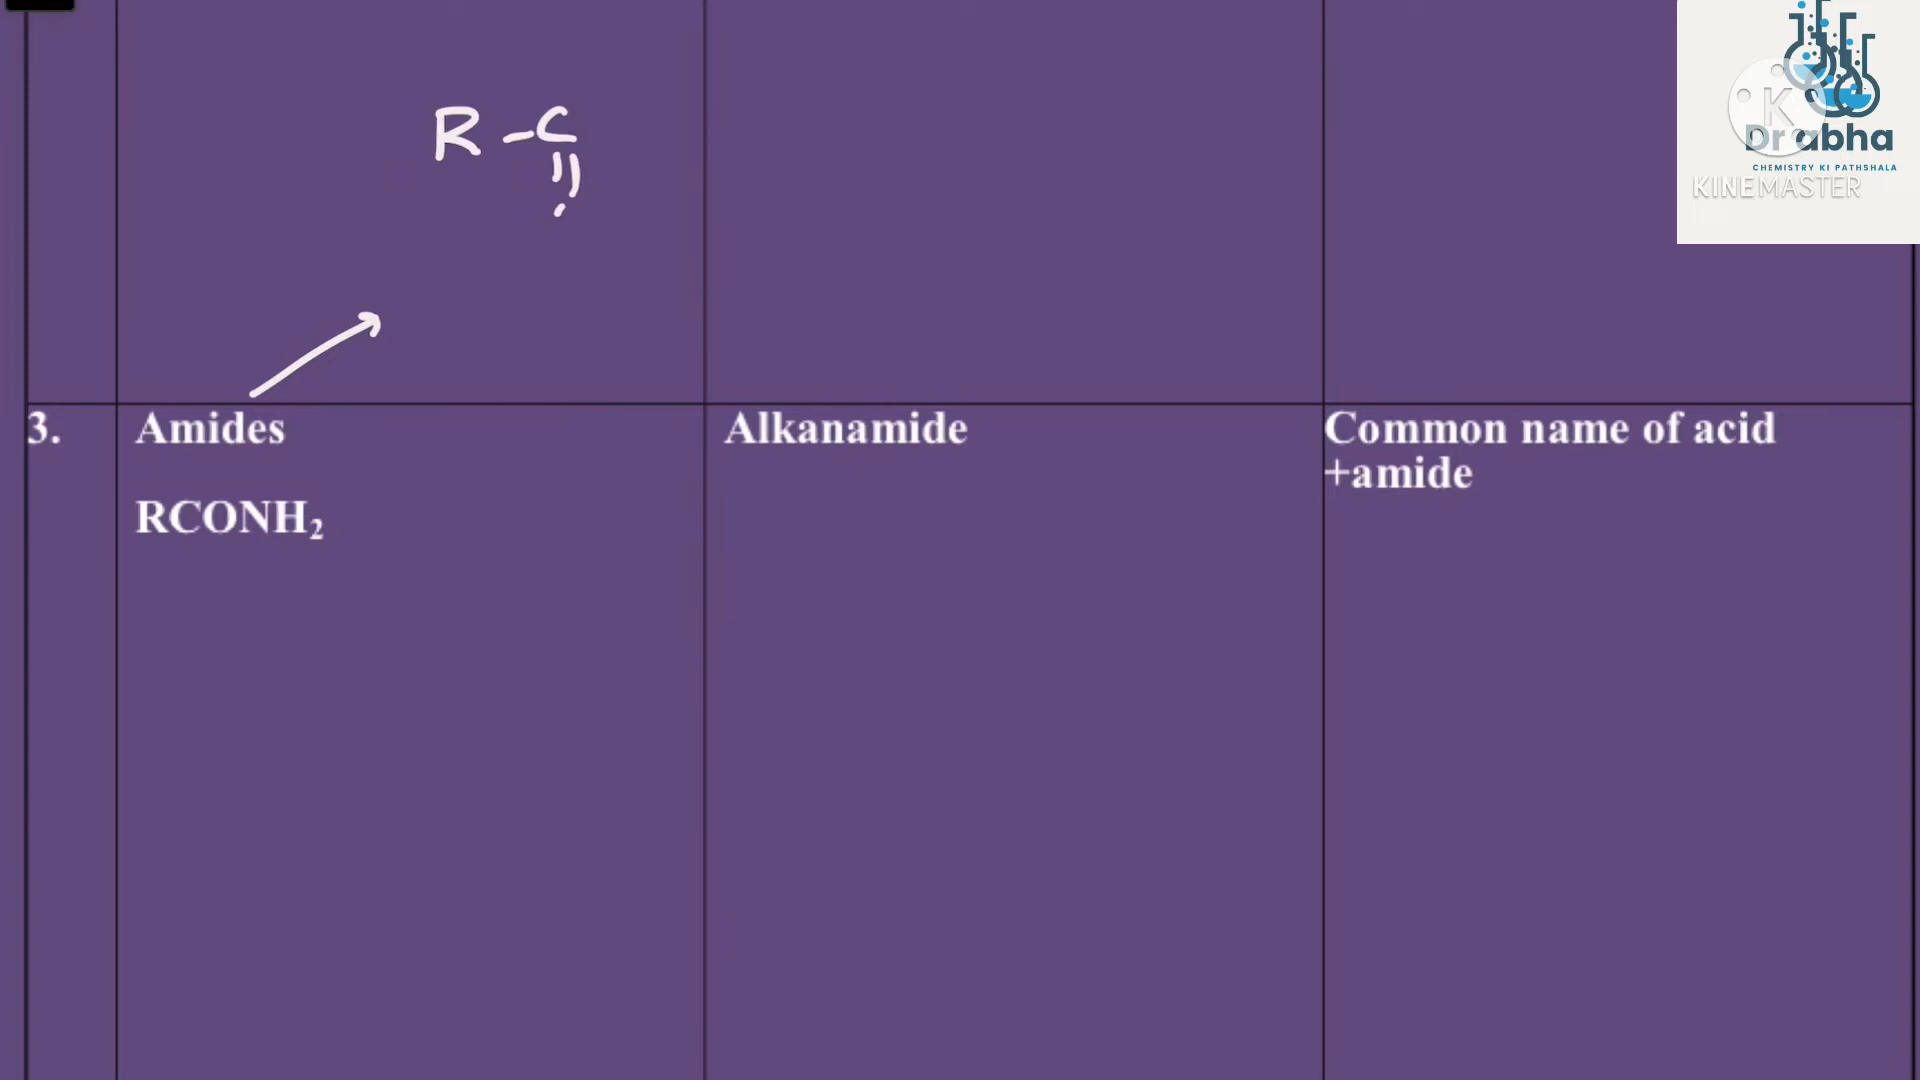 R - C
3.
Amides
RCONH₂
Alkanamide
Common name of acid
+amide
K
Dr abha
CHEMISTRY KI PATHSHALA
KINEMASTER